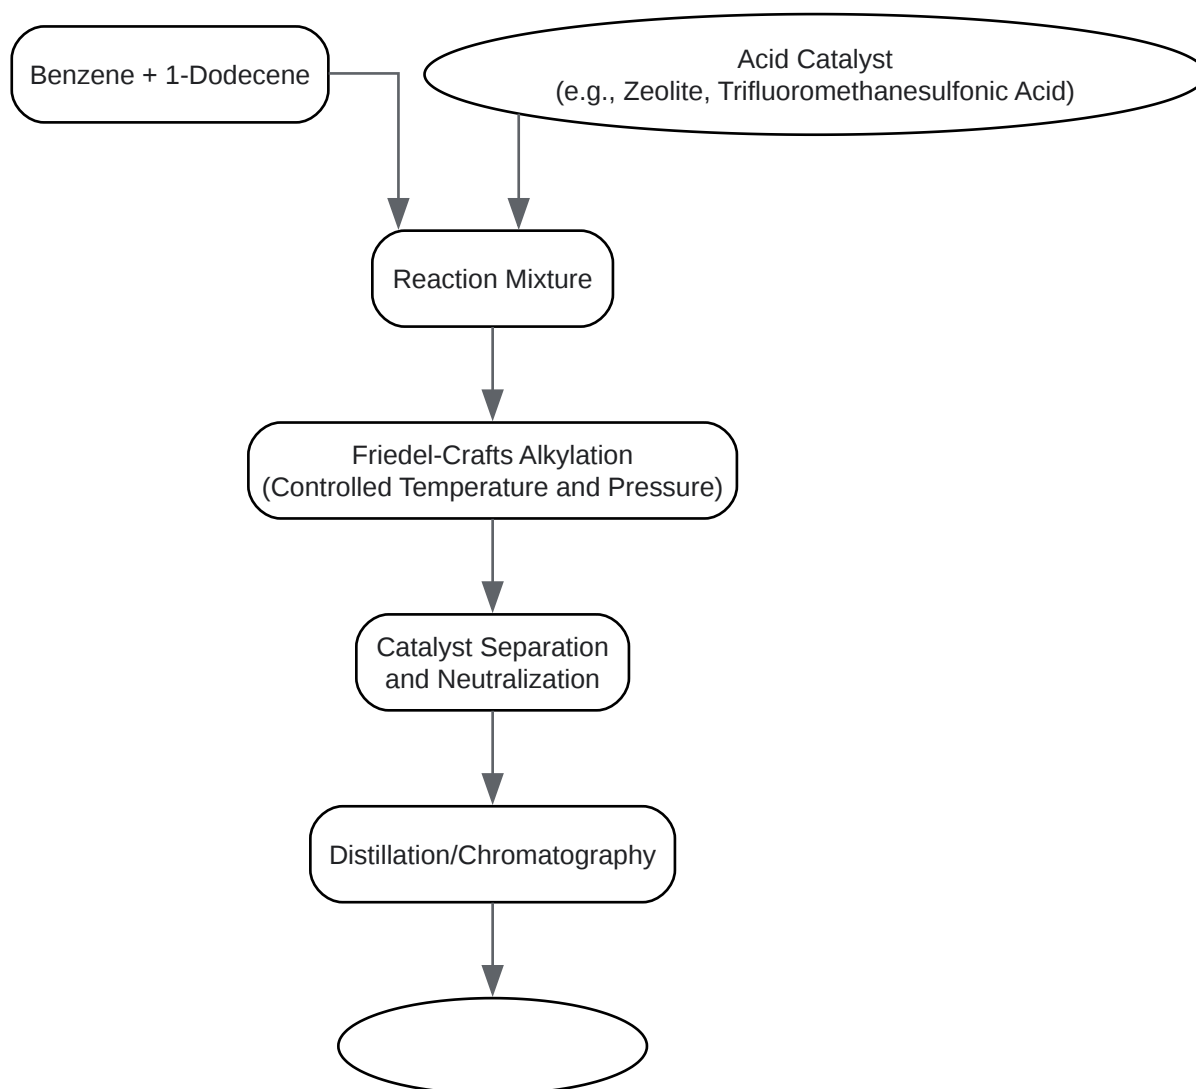 Benzene + 1-Dodecene
Acid Catalyst
(e.g., Zeolite, Trifluoromethanesulfonic Acid)
Reaction Mixture
Friedel-Crafts Alkylation
(Controlled Temperature and Pressure)
Catalyst Separation
and Neutralization
Distillation/Chromatography